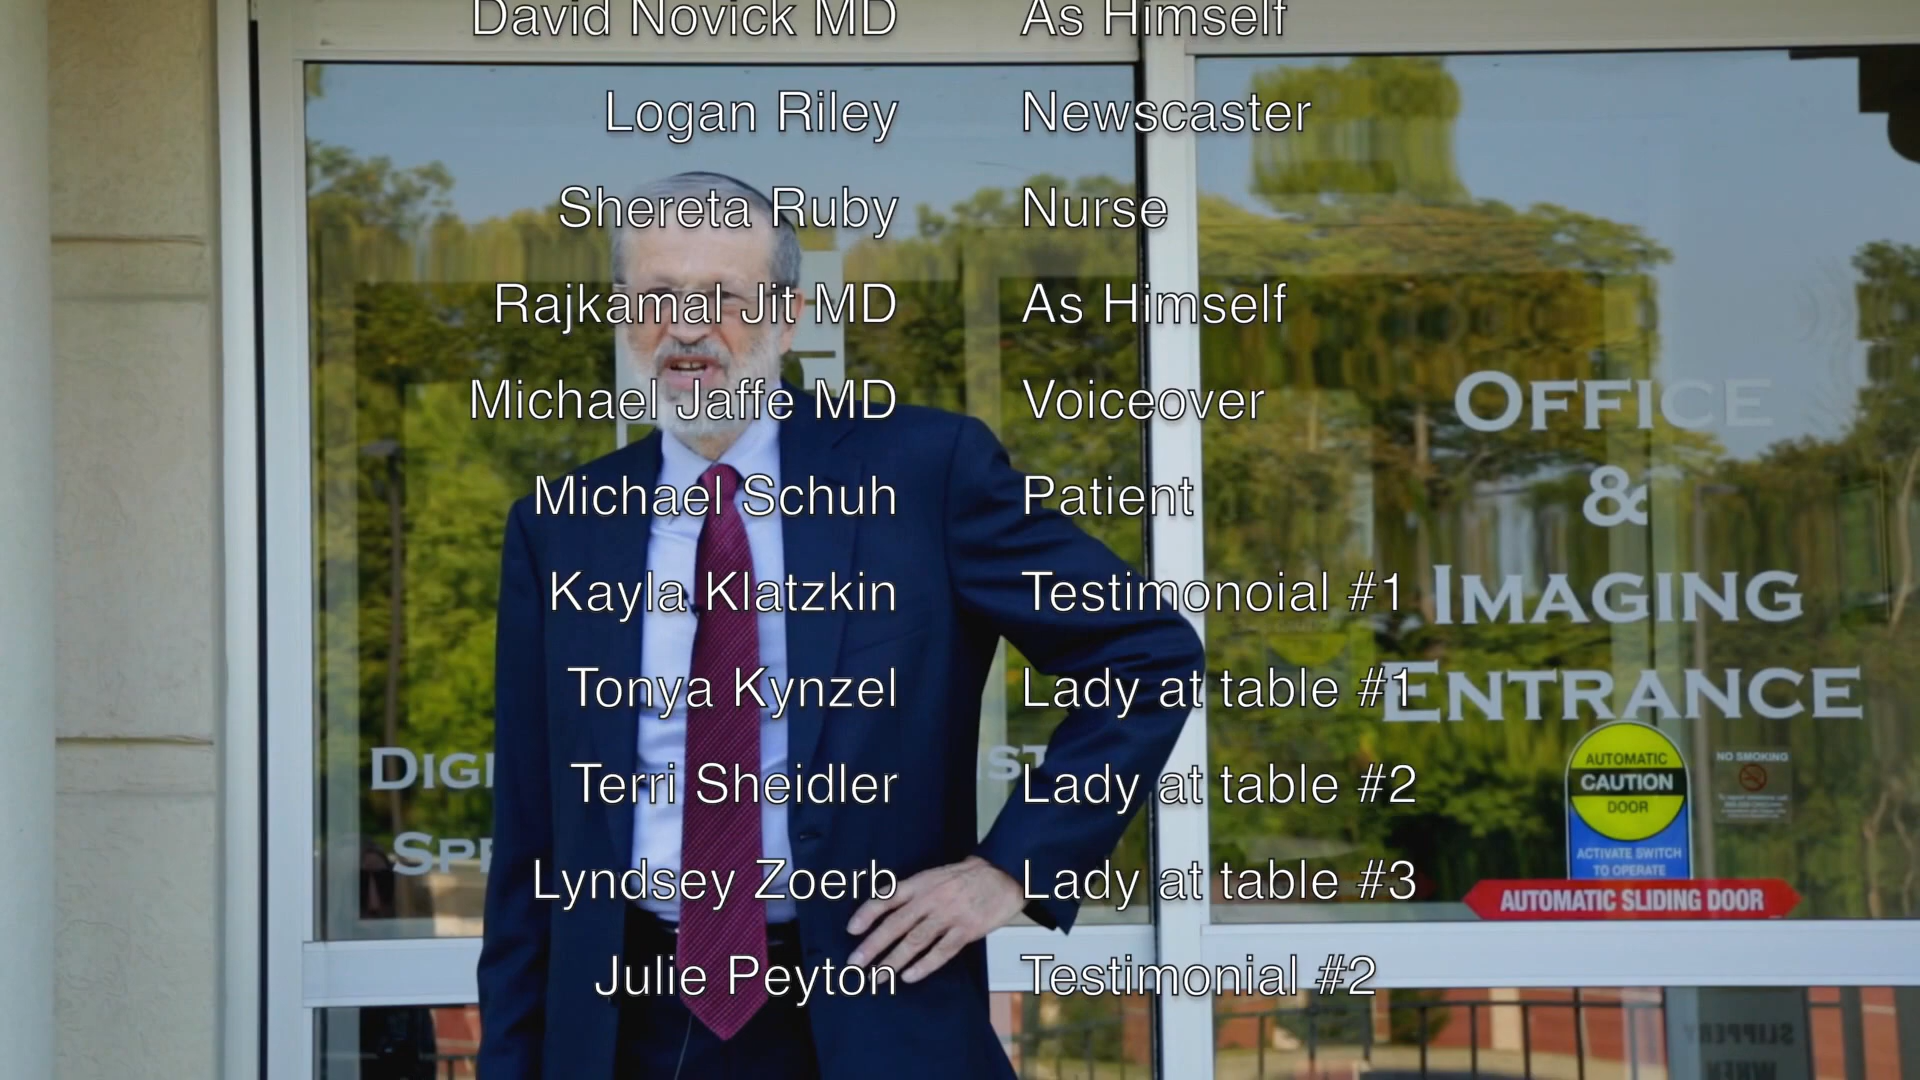 David Novick MD As Himself
Logan Riley Newscaster
Shereta Ruby Nurse
Rajkamal Jit MD As Himself
Michael Jaffe MD Voiceover
Michael Schuh Patient
Kayla Klatzkin Testimonoial #1
Tonya Kynzel Lady at table #1
Terri Sheidler Lady at table #2
Lyndsey Zoerb Lady at table #3
Julie Peyton Testimonial #2
OFFICE
&
IMAGING
ENTRANCE
AUTOMATIC
CAUTION
DOOR
ACTIVATE SWITCH
TO OPERATE
AUTOMATIC SLIDING DOOR
NO SMOKING
SLIPPERY
WHEN